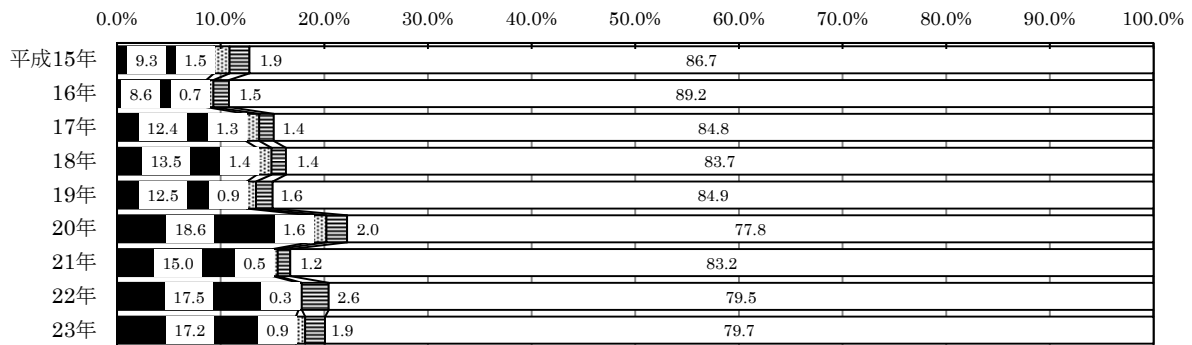 0.0% 10.0% 20.0% 30.0% 40.0% 50.0% 60.0% 70.0% 80.0% 90.0% 100.0%
平成15年 9.3 1.5 1.9 86.7
16年 8.6 0.7 1.5 89.2
17年 12.4 1.3 1.4 84.8
18年 13.5 1.4 1.4 83.7
19年 12.5 0.9 1.6 84.9
20年 18.6 1.6 2.0 77.8
21年 15.0 0.5 1.2 83.2
22年 17.5 0.3 2.6 79.5
23年 17.2 0.9 1.9 79.7